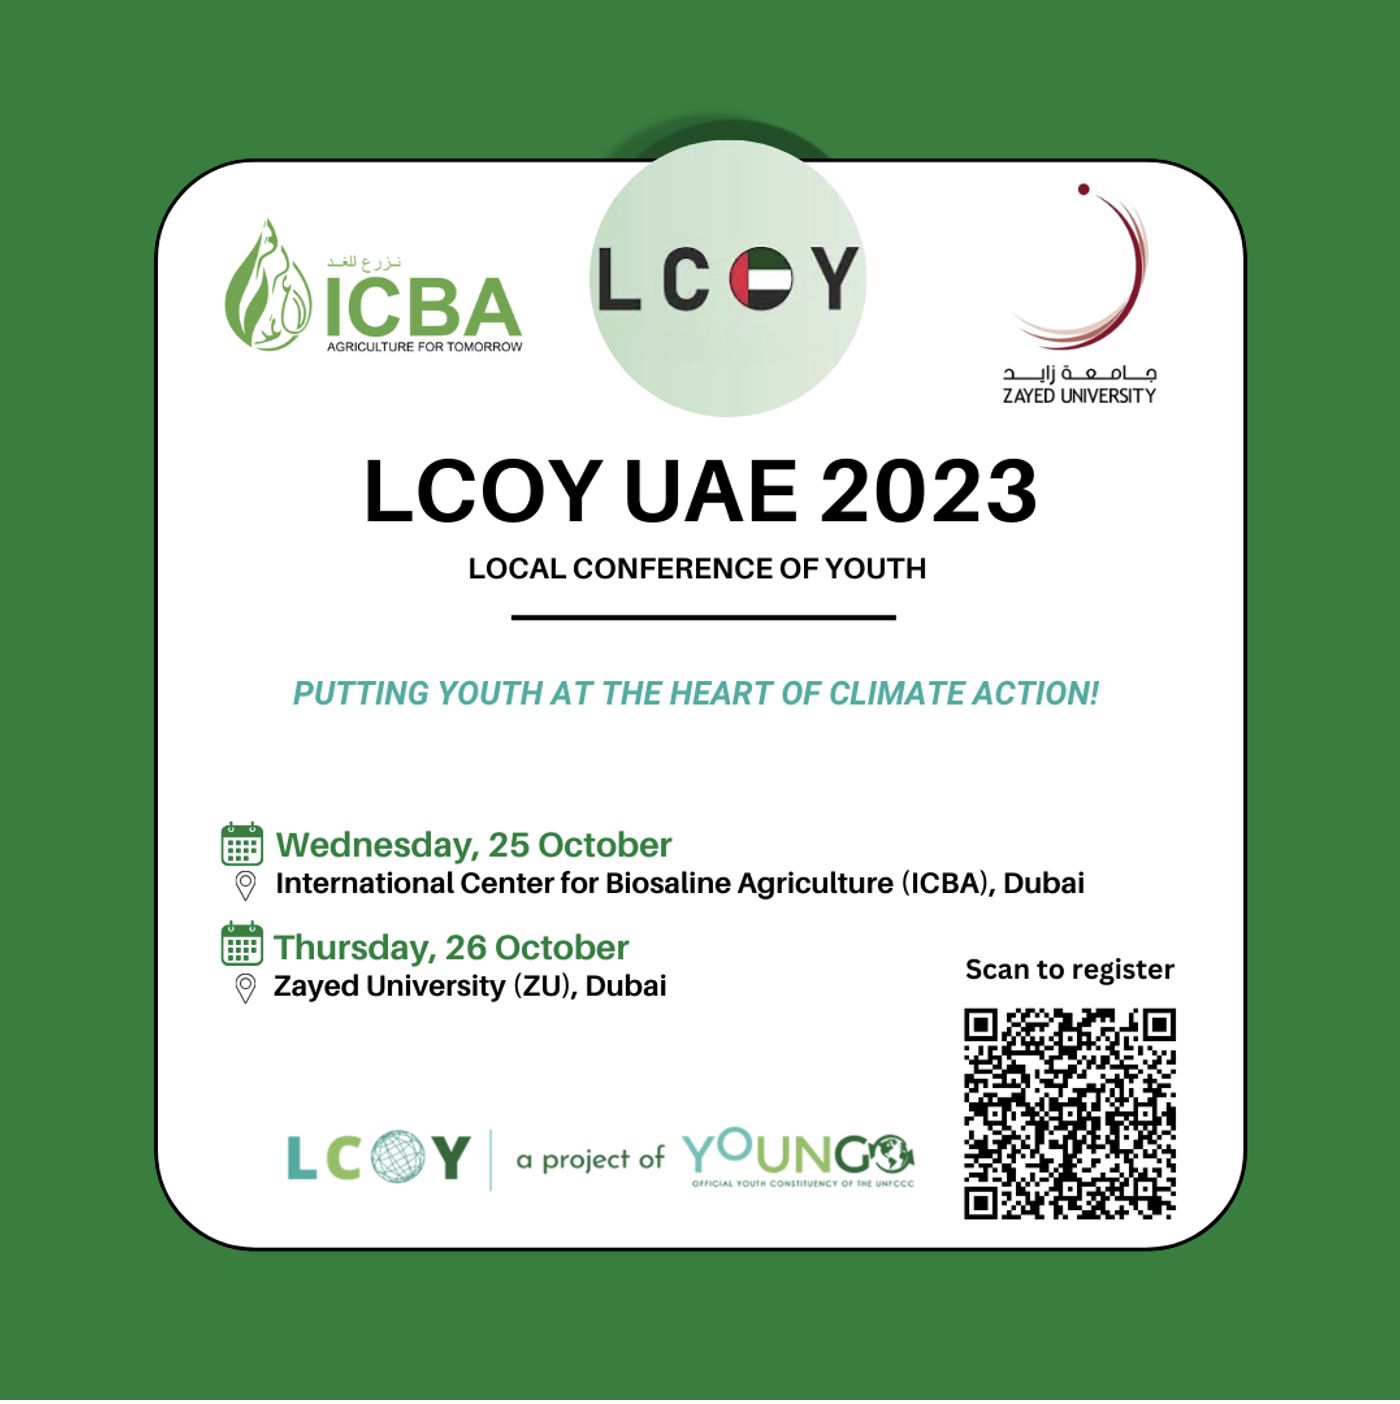 نزرع للغد
ICBA
AGRICULTURE FOR TOMORROW
LCOY
جامعة زايد
ZAYED UNIVERSITY
LCOY UAE 2023
LOCAL CONFERENCE OF YOUTH
PUTTING YOUTH AT THE HEART OF CLIMATE ACTION!
Wednesday, 25 October
International Center for Biosaline Agriculture (ICBA), Dubai
Thursday, 26 October
Zayed University (ZU), Dubai
Scan to register
LCOY a project of YOUNGO
OFFICIAL YOUTH CONSTITUENCY OF THE UNFCCC